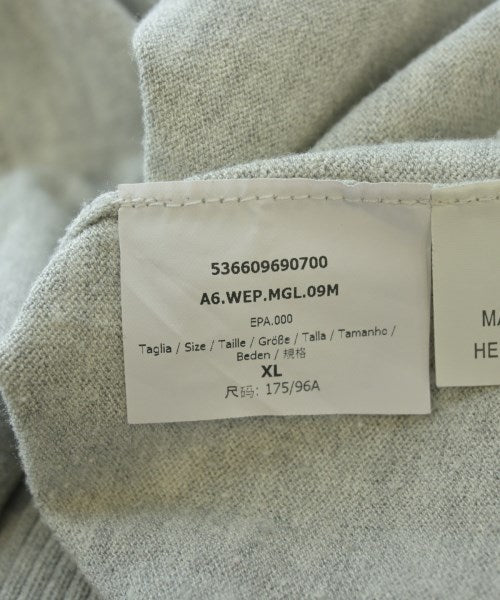 536609690700
A6.WEP.MGL.09M
EPA.000
Taglia / Size / Taille / Größe / Talla / Tamanho /
Beden / 规格
XL
尺码: 175/96A
MA
HE